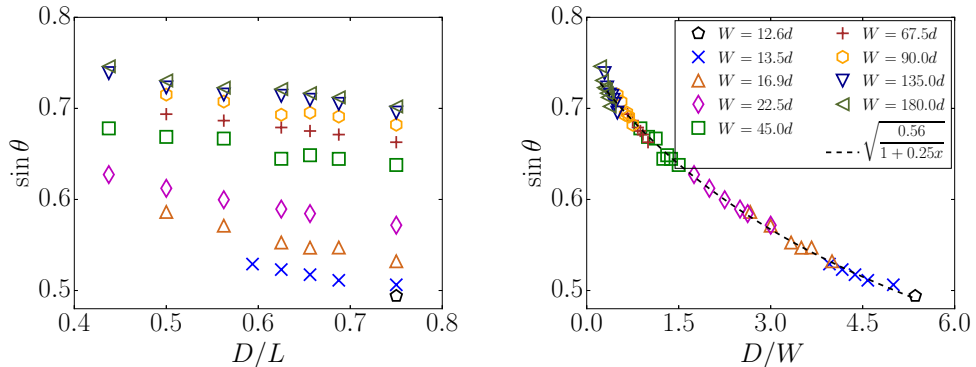 0.8
0.7
0.6
0.5
sin θ
0.4
0.5
0.6
0.7
0.8
D/L
0.8
0.7
0.6
0.5
sin θ
0.0
1.5
3.0
4.5
6.0
D/W
W = 12.6d
W = 13.5d
W = 16.9d
W = 22.5d
W = 45.0d
W = 67.5d
W = 90.0d
W = 135.0d
W = 180.0d
√(0.56 / (1 + 0.25x))